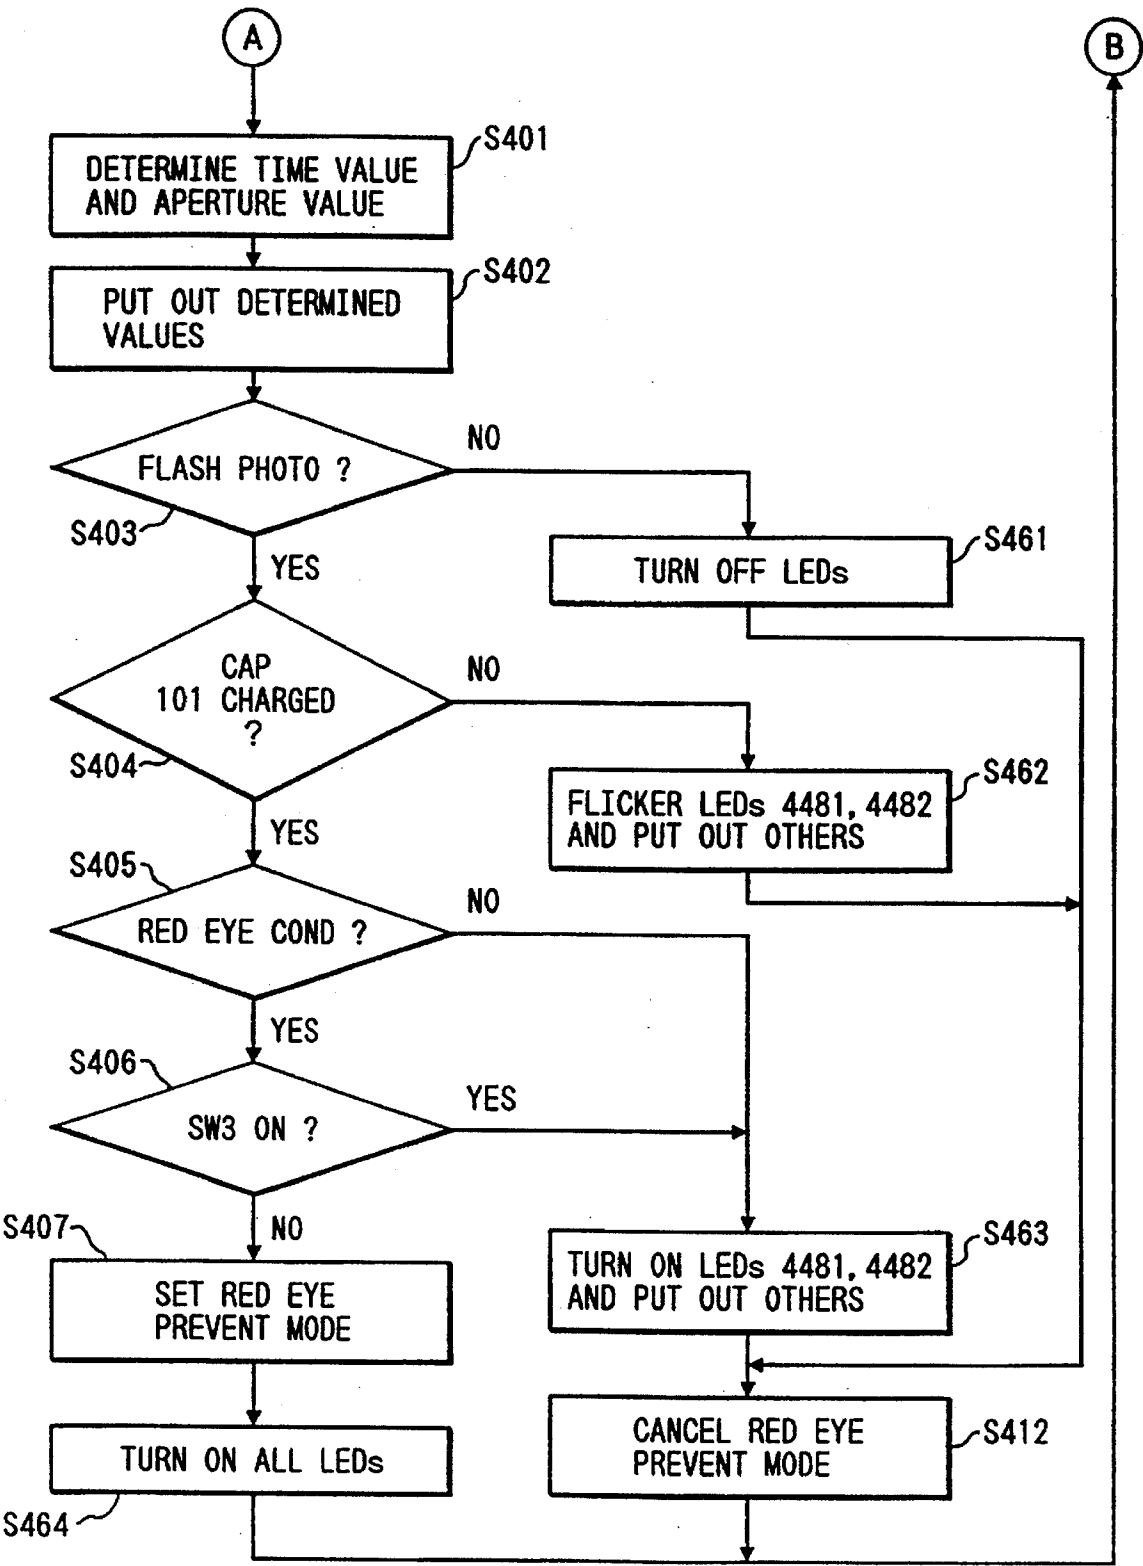 A
B
S401
DETERMINE TIME VALUE
AND APERTURE VALUE
S402
PUT OUT DETERMINED
VALUES
NO
FLASH PHOTO ?
S403
YES
S461
TURN OFF LEDs
CAP
101 CHARGED
?
NO
S404
YES
S462
FLICKER LEDs 4481, 4482
AND PUT OUT OTHERS
S405
NO
RED EYE COND ?
YES
S406
YES
SW3 ON ?
NO
S407
SET RED EYE
PREVENT MODE
S463
TURN ON LEDs 4481, 4482
AND PUT OUT OTHERS
TURN ON ALL LEDs
S464
CANCEL RED EYE
PREVENT MODE
S412